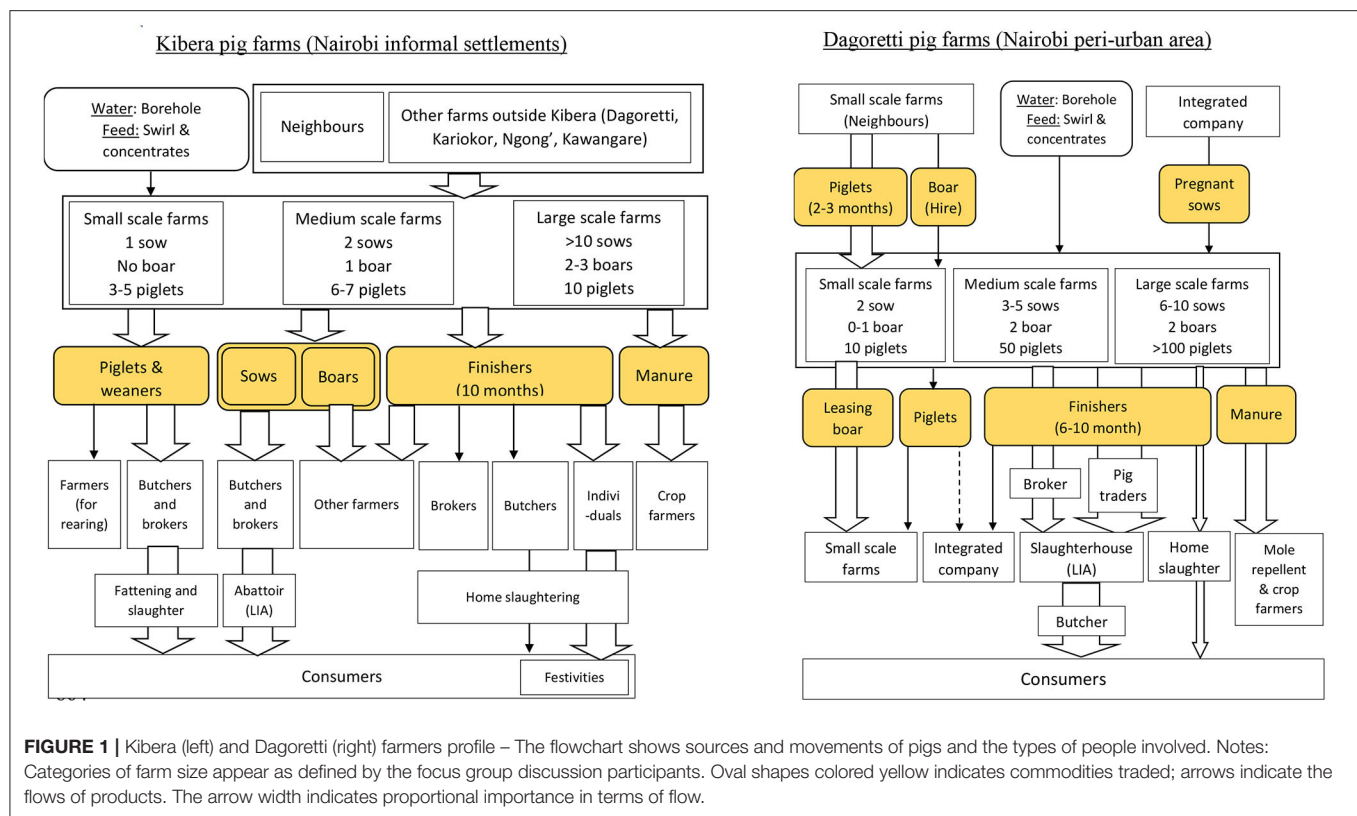 Kibera pig farms (Nairobi informal settlements)
Water: Borehole
Feed: Swirl &
concentrates
Neighbours
Other farms outside Kibera (Dagoretti,
Kariokor, Ngong’, Kawangare)
Small scale farms
1 sow
No boar
3-5 piglets
Medium scale farms
2 sows
1 boar
6-7 piglets
Large scale farms
>10 sows
2-3 boars
10 piglets
Piglets &
weaners
Sows
Boars
Finishers
(10 months)
Manure
Farmers
(for
rearing)
Butchers
and
brokers
Butchers
and
brokers
Other farmers
Brokers
Butchers
Indivi
-duals
Crop
farmers
Fattening and
slaughter
Abattoir
(LIA)
Home slaughtering
Consumers
Festivities
Dagoretti pig farms (Nairobi peri-urban area)
Small scale farms
(Neighbours)
Water: Borehole
Feed: Swirl &
concentrates
Integrated
company
Piglets
(2-3 months)
Boar
(Hire)
Pregnant
sows
Small scale farms
2 sow
0-1 boar
10 piglets
Medium scale farms
3-5 sows
2 boar
50 piglets
Large scale farms
6-10 sows
2 boars
>100 piglets
Leasing
boar
Piglets
Finishers
(6-10 month)
Manure
Broker
Pig
traders
Small scale
farms
Integrated
company
Slaughterhouse
(LIA)
Home
slaughter
Mole
repellent
& crop
farmers
Butcher
Consumers
FIGURE 1 | Kibera (left) and Dagoretti (right) farmers profile – The flowchart shows sources and movements of pigs and the types of people involved. Notes:
Categories of farm size appear as defined by the focus group discussion participants. Oval shapes colored yellow indicates commodities traded; arrows indicate the
flows of products. The arrow width indicates proportional importance in terms of flow.